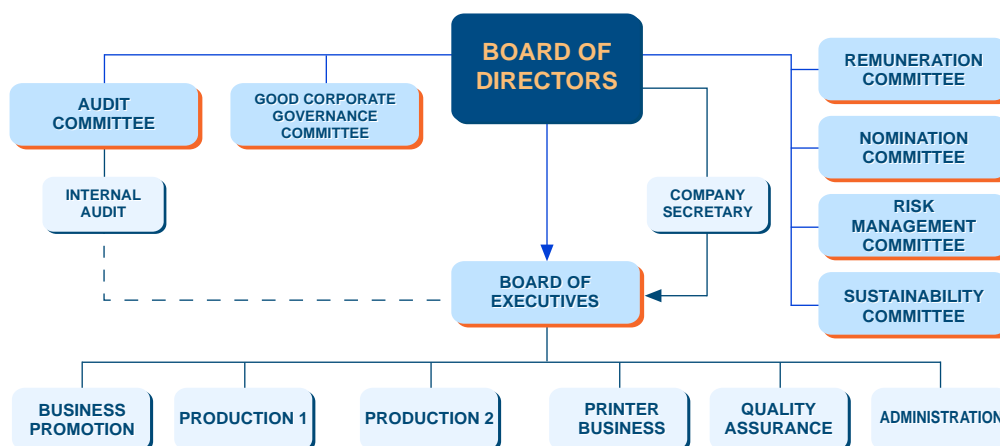 BOARD OF
DIRECTORS
AUDIT
COMMITTEE
GOOD CORPORATE
GOVERNANCE
COMMITTEE
REMUNERATION
COMMITTEE
NOMINATION
COMMITTEE
INTERNAL
AUDIT
COMPANY
SECRETARY
RISK
MANAGEMENT
COMMITTEE
BOARD OF
EXECUTIVES
SUSTAINABILITY
COMMITTEE
BUSINESS
PROMOTION
PRODUCTION 1
PRODUCTION 2
PRINTER
BUSINESS
QUALITY
ASSURANCE
ADMINISTRATION